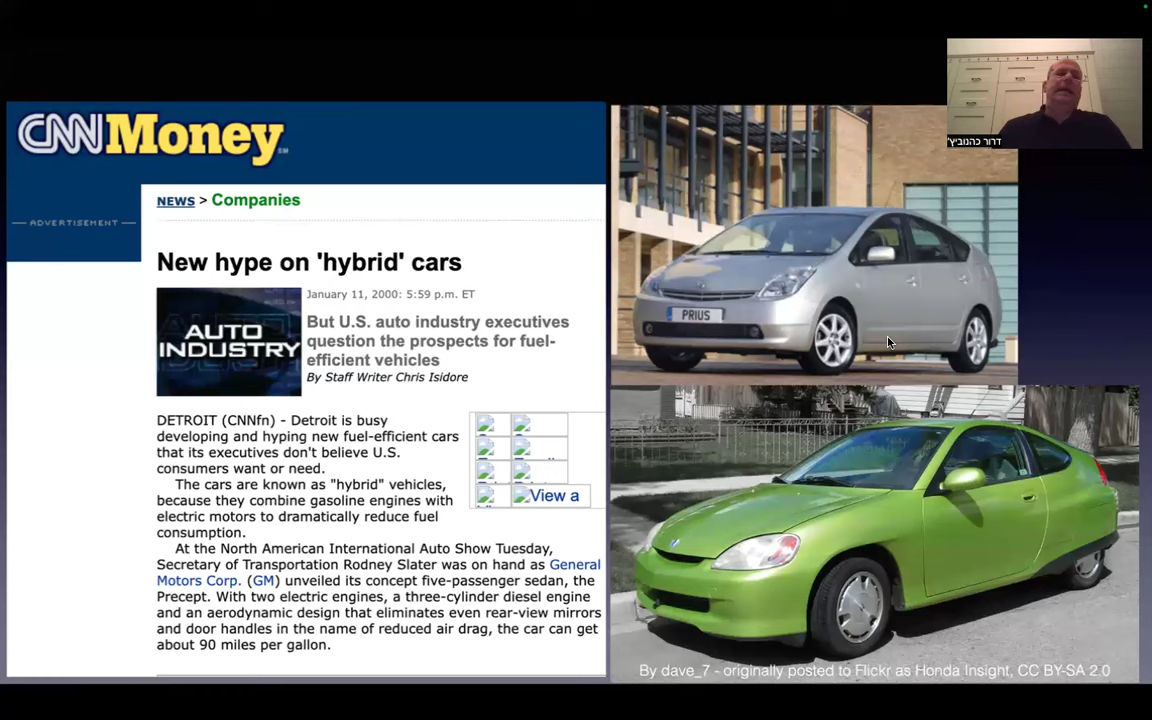 CNNMoney SM
ADVERTISEMENT
NEWS > Companies
New hype on 'hybrid' cars
AUTO
INDUSTRY
January 11, 2000: 5:59 p.m. ET
But U.S. auto industry executives
question the prospects for fuel-
efficient vehicles
By Staff Writer Chris Isidore
DETROIT (CNNfn) - Detroit is busy
developing and hyping new fuel-efficient cars
that its executives don't believe U.S.
consumers want or need.
The cars are known as "hybrid" vehicles,
because they combine gasoline engines with
electric motors to dramatically reduce fuel
consumption.
View a
At the North American International Auto Show Tuesday,
Secretary of Transportation Rodney Slater was on hand as General
Motors Corp. (GM) unveiled its concept five-passenger sedan, the
Precept. With two electric engines, a three-cylinder diesel engine
and an aerodynamic design that eliminates even rear-view mirrors
and door handles in the name of reduced air drag, the car can get
about 90 miles per gallon.
PRIUS
דרור כהנוביץ'
By dave_7 - originally posted to Flickr as Honda Insight, CC BY-SA 2.0